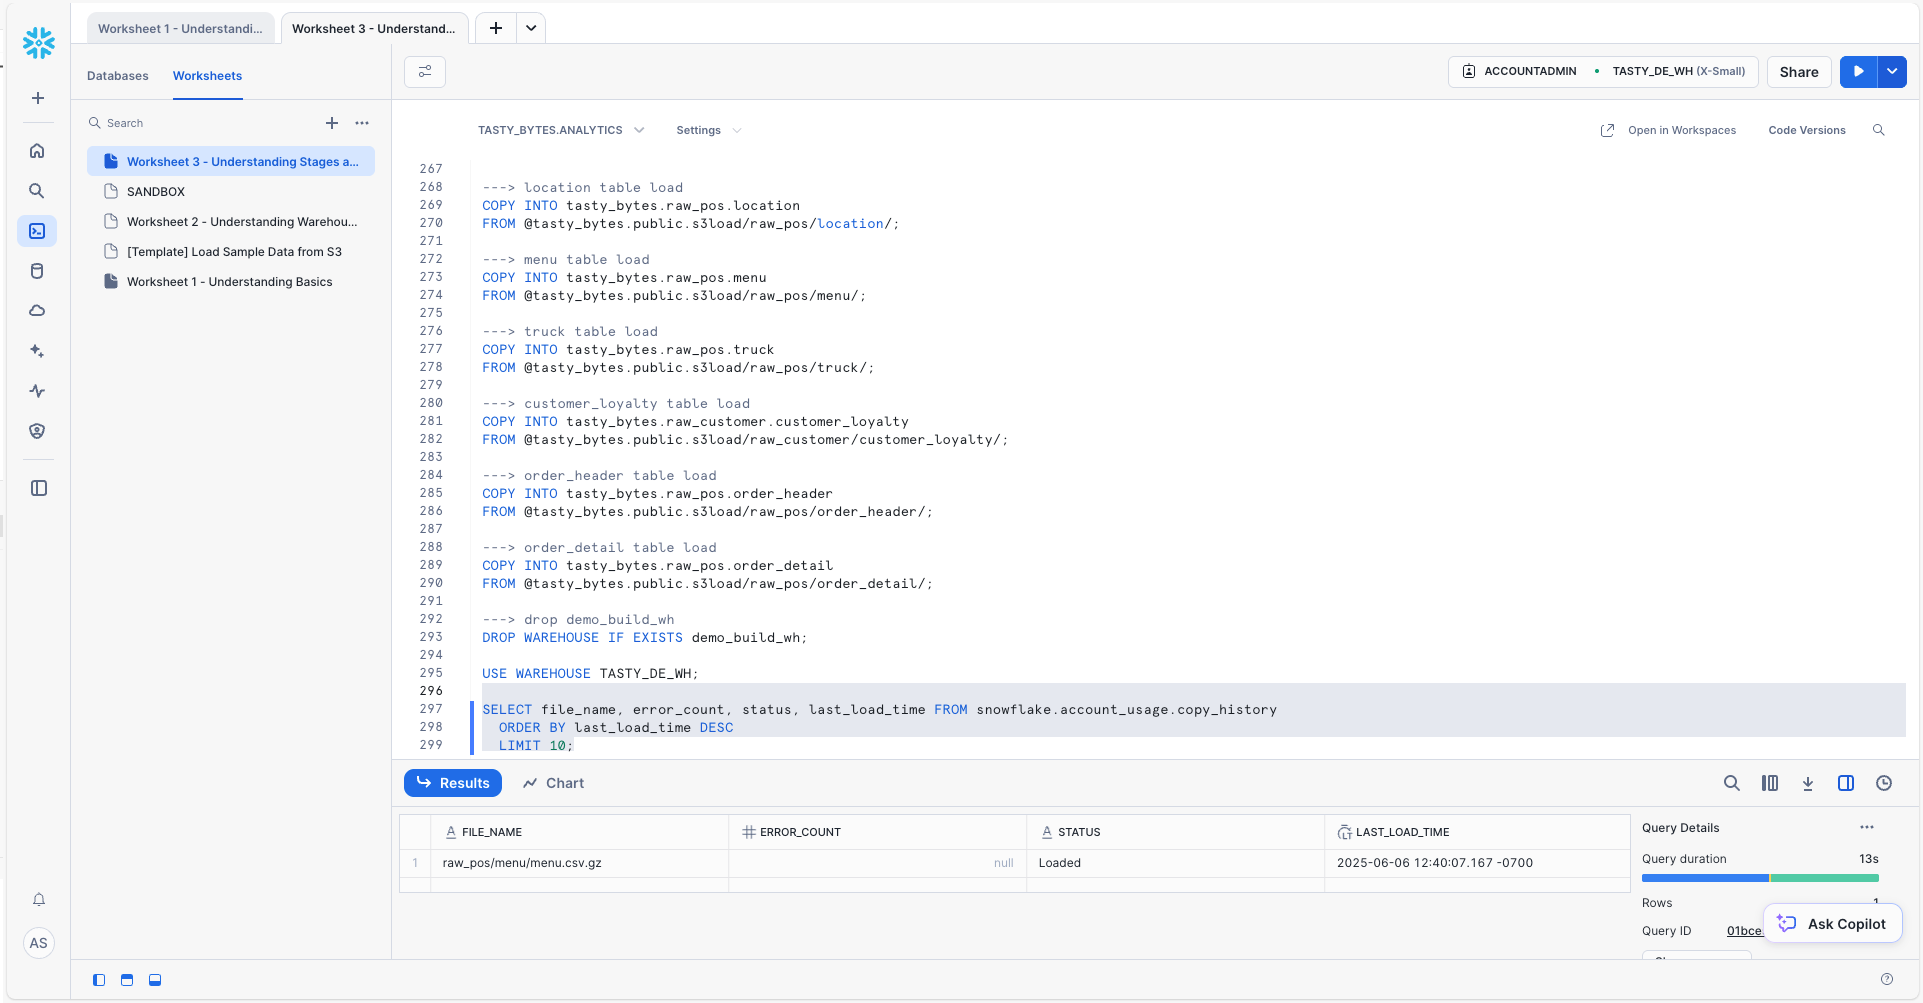 Worksheet 1 - Understandi...
Worksheet 3 - Understand...
Databases
Worksheets
ACCOUNTADMIN
TASTY_DE_WH (X-Small)
Share
Search
TASTY_BYTES.ANALYTICS
Settings
Open in Workspaces
Code Versions
Worksheet 3 - Understanding Stages a...
SANDBOX
Worksheet 2 - Understanding Warehou...
[Template] Load Sample Data from S3
Worksheet 1 - Understanding Basics
267
268 ---> location table load
269 COPY INTO tasty_bytes.raw_pos.location
270 FROM @tasty_bytes.public.s3load/raw_pos/location/;
271
272 ---> menu table load
273 COPY INTO tasty_bytes.raw_pos.menu
274 FROM @tasty_bytes.public.s3load/raw_pos/menu/;
275
276 ---> truck table load
277 COPY INTO tasty_bytes.raw_pos.truck
278 FROM @tasty_bytes.public.s3load/raw_pos/truck/;
279
280 ---> customer_loyalty table load
281 COPY INTO tasty_bytes.raw_customer.customer_loyalty
282 FROM @tasty_bytes.public.s3load/raw_customer/customer_loyalty/;
283
284 ---> order_header table load
285 COPY INTO tasty_bytes.raw_pos.order_header
286 FROM @tasty_bytes.public.s3load/raw_pos/order_header/;
287
288 ---> order_detail table load
289 COPY INTO tasty_bytes.raw_pos.order_detail
290 FROM @tasty_bytes.public.s3load/raw_pos/order_detail/;
291
292 ---> drop demo_build_wh
293 DROP WAREHOUSE IF EXISTS demo_build_wh;
294
295 USE WAREHOUSE TASTY_DE_WH;
296
297 SELECT file_name, error_count, status, last_load_time FROM snowflake.account_usage.copy_history
298 ORDER BY last_load_time DESC
299 LIMIT 10;
Results
Chart
FILE_NAME ERROR_COUNT STATUS LAST_LOAD_TIME
1 raw_pos/menu/menu.csv.gz null Loaded 2025-06-06 12:40:07.167 -0700
Query Details
Query duration 13s
Rows 1
Query ID 01bce
Ask Copilot
AS